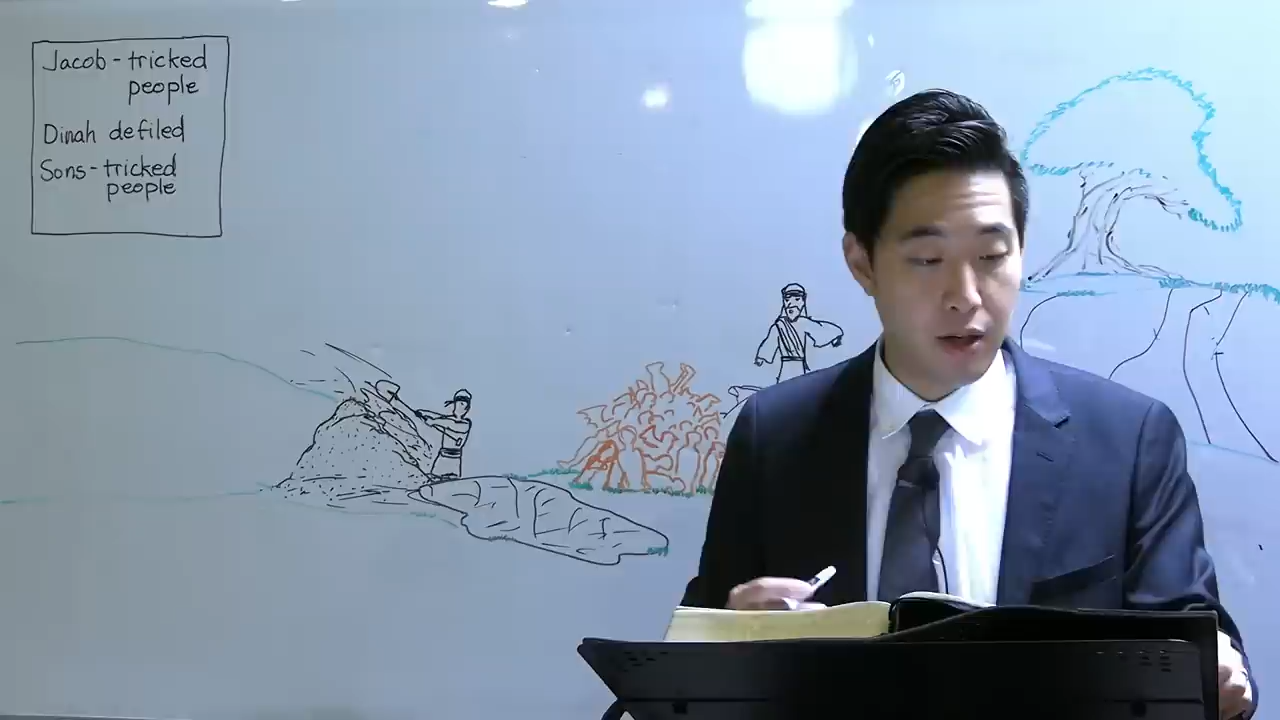 Jacob - tricked
people
Dinah defiled
Sons - tricked
people